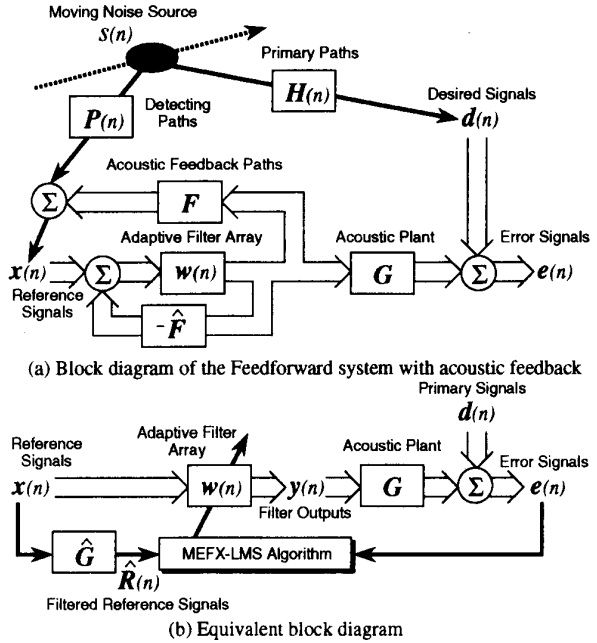 Moving Noise Source
s(n)
Primary Paths
H(n)
Detecting
Paths
P(n)
Desired Signals
d(n)
Acoustic Feedback Paths
Σ
F
Adaptive Filter Array
Acoustic Plant
Error Signals
x(n)
Σ
w(n)
G
Σ
e(n)
Reference
Signals
-F̂
(a) Block diagram of the Feedforward system with acoustic feedback
Primary Signals
d(n)
Adaptive Filter
Array
Reference
Signals
Acoustic Plant
Error Signals
x(n)
w(n)
y(n)
G
Σ
e(n)
Filter Outputs
Ĝ
MEFX-LMS Algorithm
R̂(n)
Filtered Reference Signals
(b) Equivalent block diagram